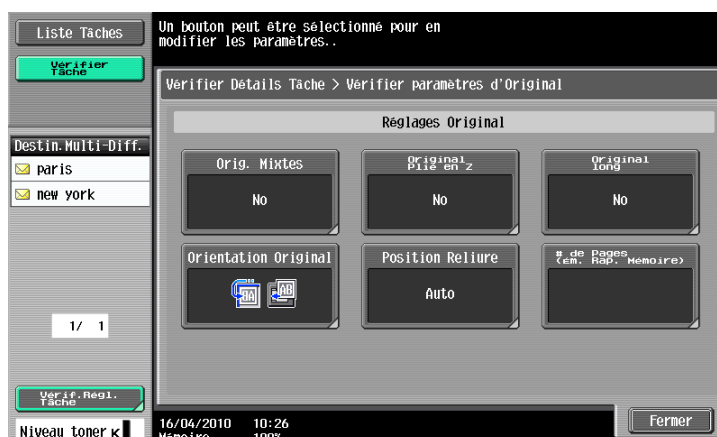 Liste Tâches
Un bouton peut être sélectionné pour en
modifier les paramètres..
Vérifier
Tâche
Vérifier Détails Tâche > Vérifier paramètres d'Original
Réglages Original
Destin.Multi-Diff.
paris
new york
Orig. Mixtes
No
Original
Plié en Z
No
Original
long
No
Orientation Original
AB
Position Reliure
Auto
# de Pages
(Ém. Rap. Mémoire)
1/ 1
Vérif.Régl.
Tâche
Niveau toner K
16/04/2010 10:26
Mémoire 100%
Fermer